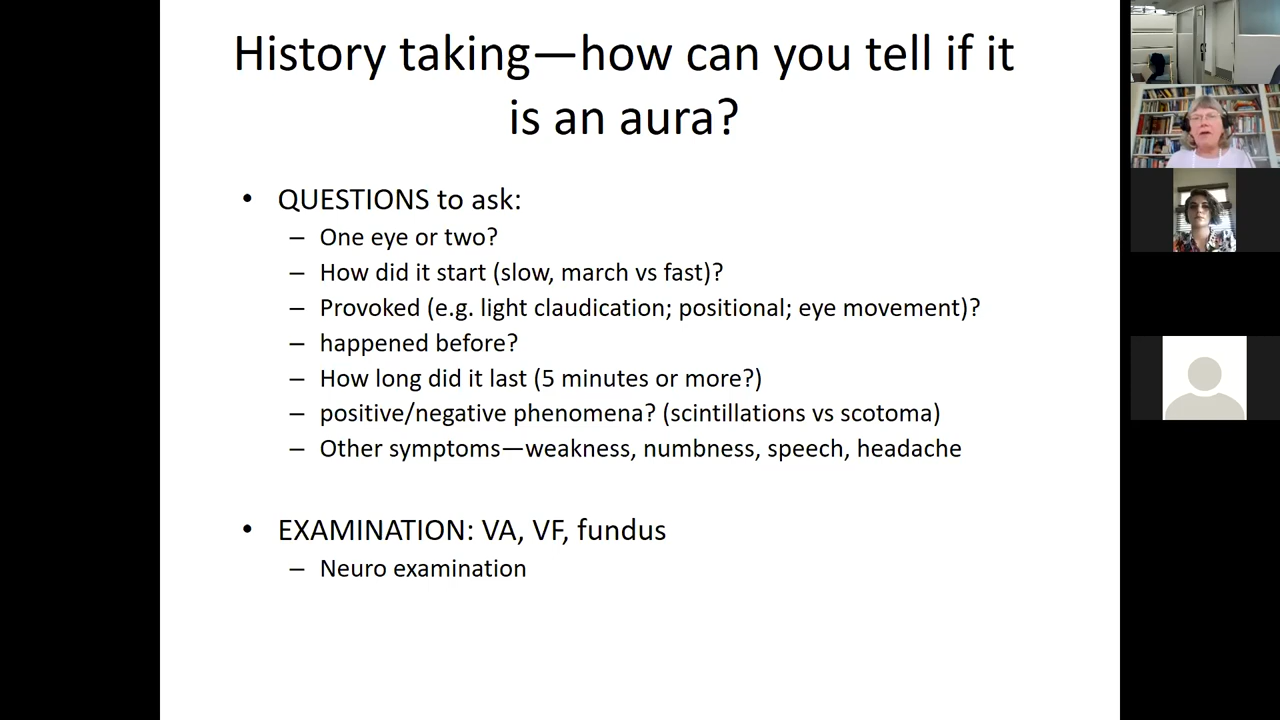 History taking—how can you tell if it
is an aura?
• QUESTIONS to ask:
– One eye or two?
– How did it start (slow, march vs fast)?
– Provoked (e.g. light claudication; positional; eye movement)?
– happened before?
– How long did it last (5 minutes or more?)
– positive/negative phenomena? (scintillations vs scotoma)
– Other symptoms—weakness, numbness, speech, headache
• EXAMINATION: VA, VF, fundus
– Neuro examination